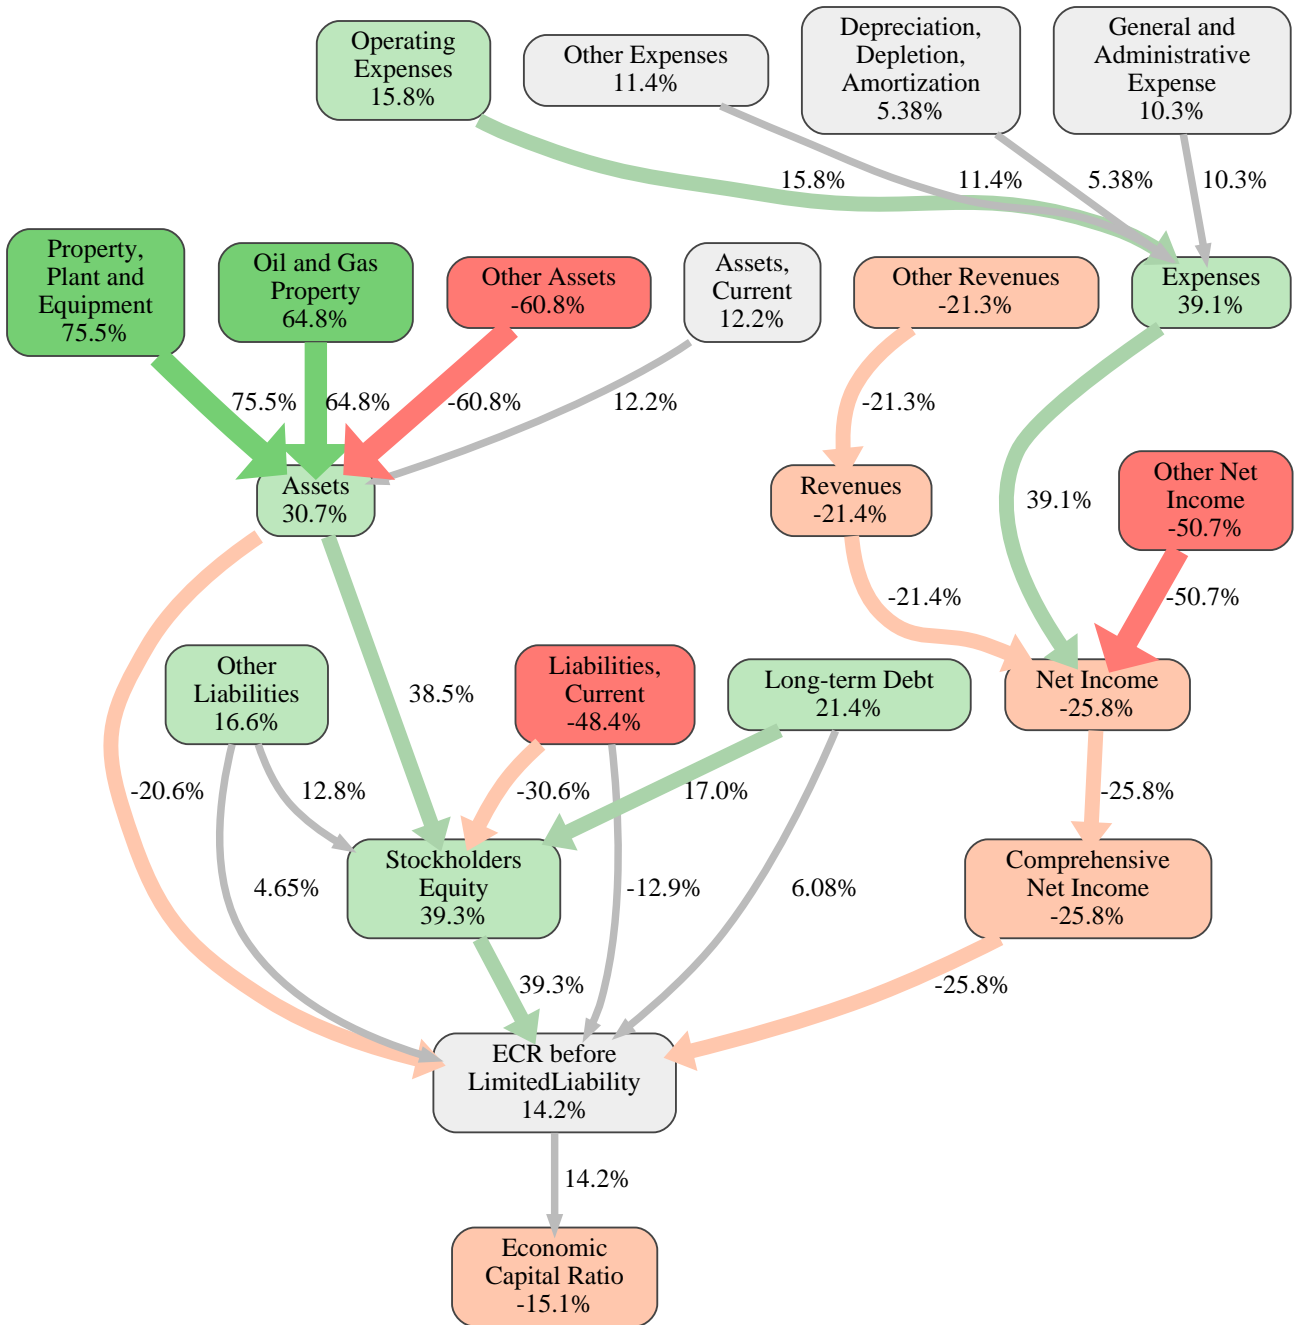 Operating
Expenses
15.8%
Other Expenses
11.4%
Depreciation,
Depletion,
Amortization
5.38%
General and
Administrative
Expense
10.3%
15.8%
11.4%
5.38%
10.3%
Property,
Plant and
Equipment
75.5%
Oil and Gas
Property
64.8%
Other Assets
-60.8%
Assets,
Current
12.2%
Other Revenues
-21.3%
Expenses
39.1%
75.5%
64.8%
-60.8%
12.2%
-21.3%
Assets
30.7%
Revenues
-21.4%
39.1%
Other Net
Income
-50.7%
-21.4%
-50.7%
Other
Liabilities
16.6%
38.5%
Liabilities,
Current
-48.4%
Long-term Debt
21.4%
Net Income
-25.8%
-20.6%
12.8%
-30.6%
17.0%
-25.8%
4.65%
Stockholders
Equity
39.3%
-12.9%
6.08%
Comprehensive
Net Income
-25.8%
39.3%
-25.8%
ECR before
LimitedLiability
14.2%
14.2%
Economic
Capital Ratio
-15.1%